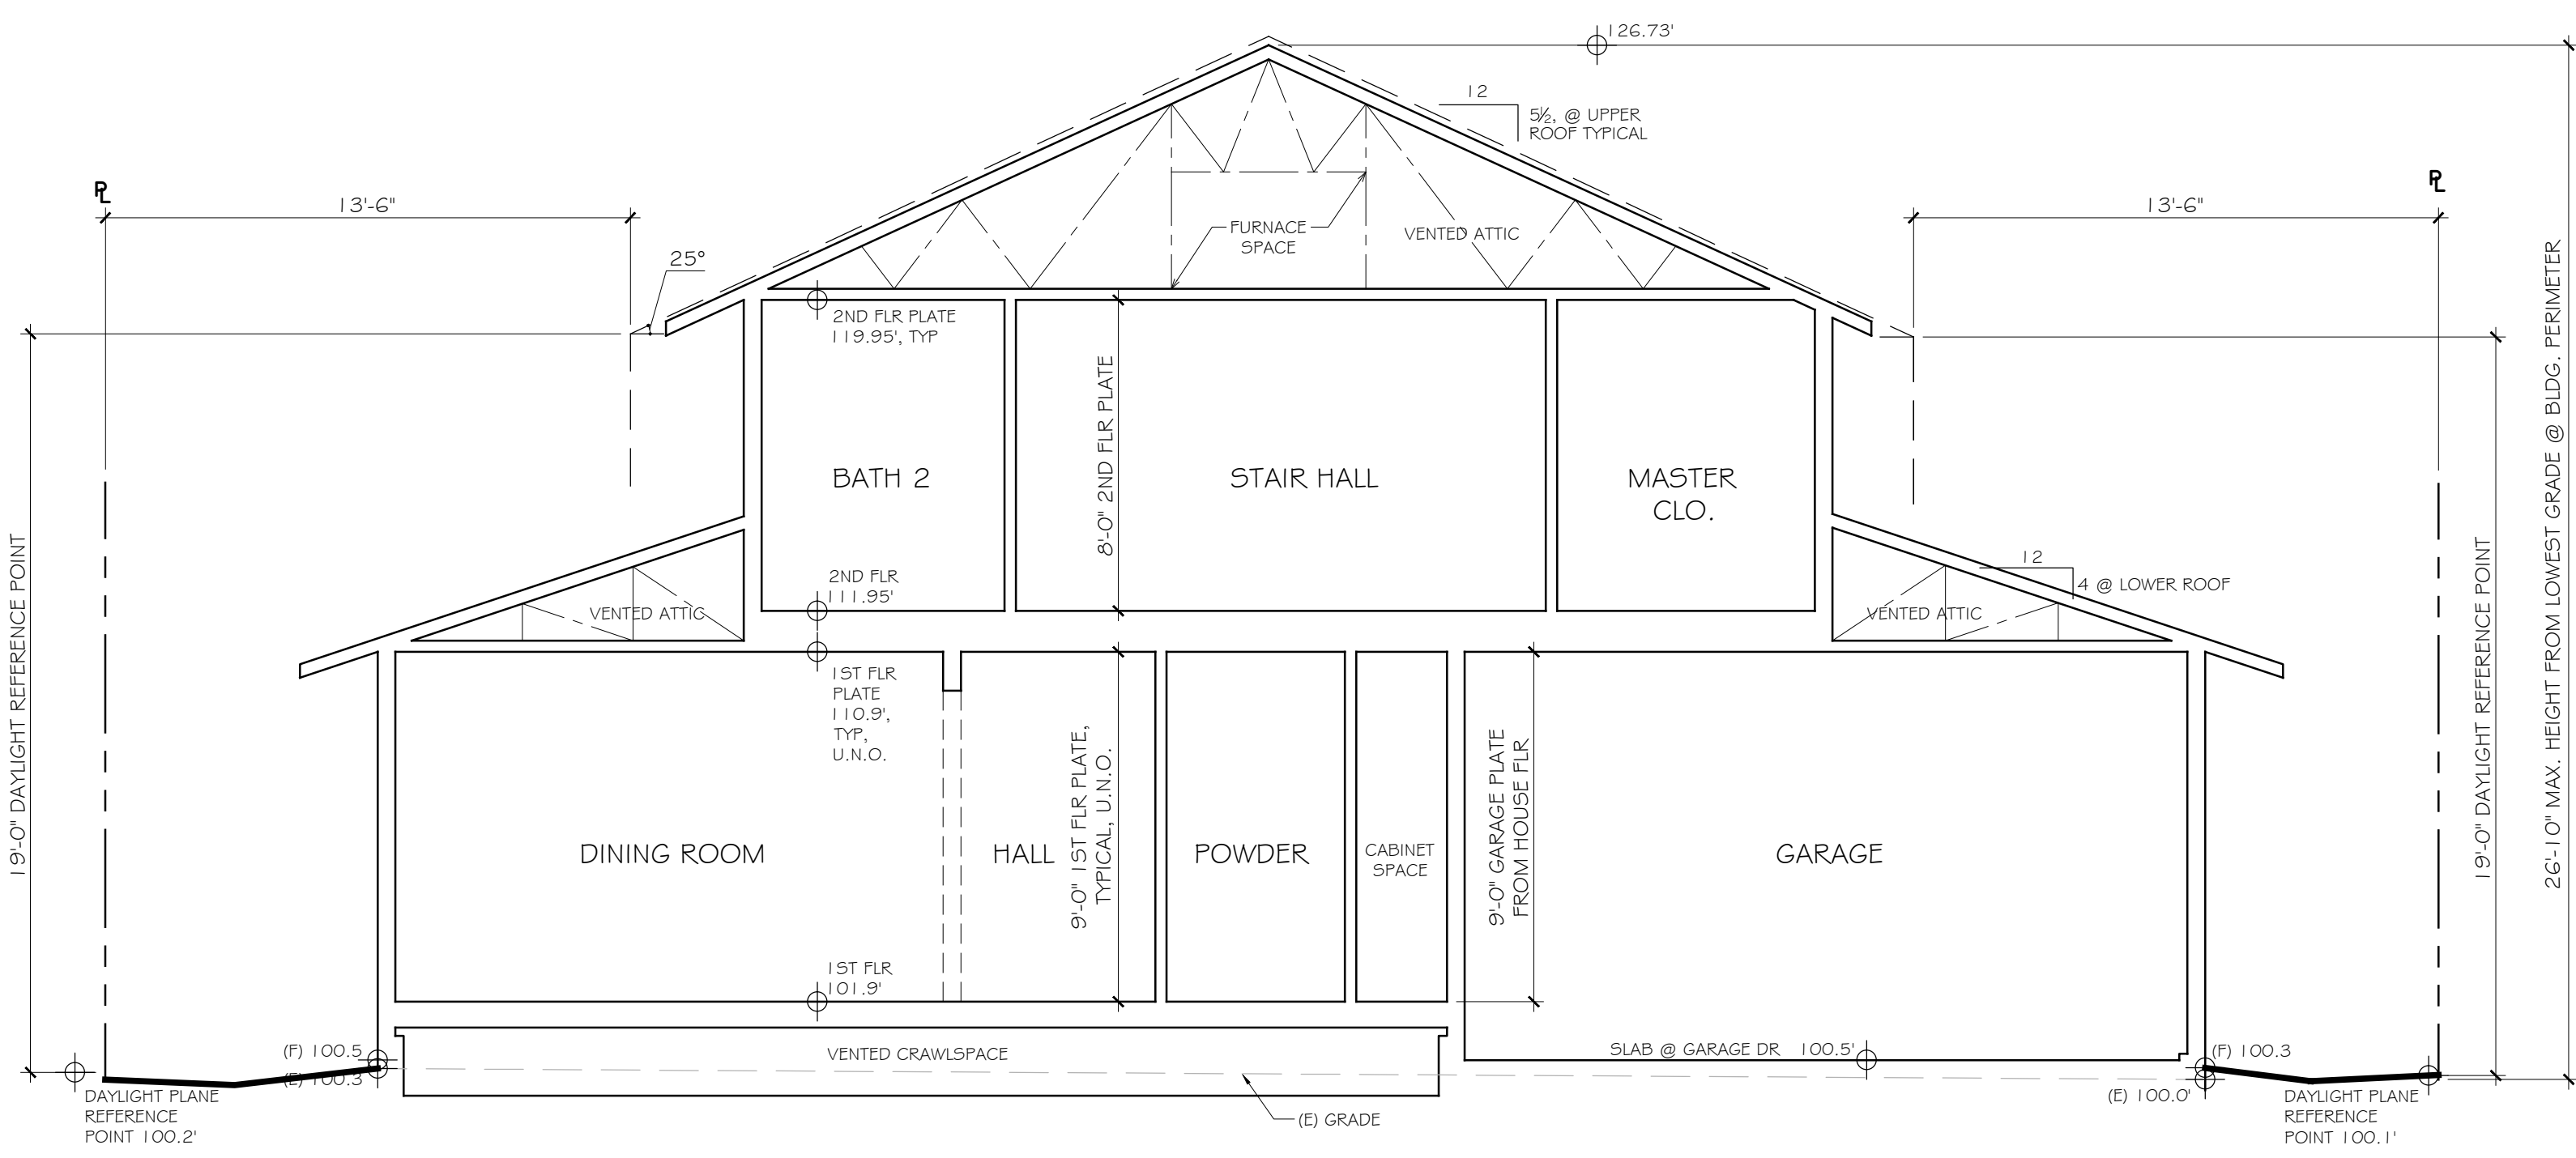 126.73'
12
5½, @ UPPER
ROOF TYPICAL
PL
13'-6"
PL
13'-6"
25°
FURNACE
SPACE
VENTED ATTIC
2ND FLR PLATE
119.95', TYP
8'-0" 2ND FLR PLATE
BATH 2
STAIR HALL
MASTER
CLO.
12
4 @ LOWER ROOF
2ND FLR
111.95'
VENTED ATTIC
VENTED ATTIC
19'-0" DAYLIGHT REFERENCE POINT
19'-0" DAYLIGHT REFERENCE POINT
26'-10" MAX. HEIGHT FROM LOWEST GRADE @ BLDG. PERIMETER
1ST FLR
PLATE
110.9',
TYP,
U.N.O.
9'-0" 1ST FLR PLATE,
TYPICAL, U.N.O.
9'-0" GARAGE PLATE
FROM HOUSE FLR
DINING ROOM
HALL
POWDER
CABINET
SPACE
GARAGE
1ST FLR
101.9'
(F) 100.5
(E) 100.3
VENTED CRAWLSPACE
SLAB @ GARAGE DR 100.5'
(F) 100.3
(E) 100.0'
DAYLIGHT PLANE
REFERENCE
POINT 100.2'
(E) GRADE
DAYLIGHT PLANE
REFERENCE
POINT 100.1'